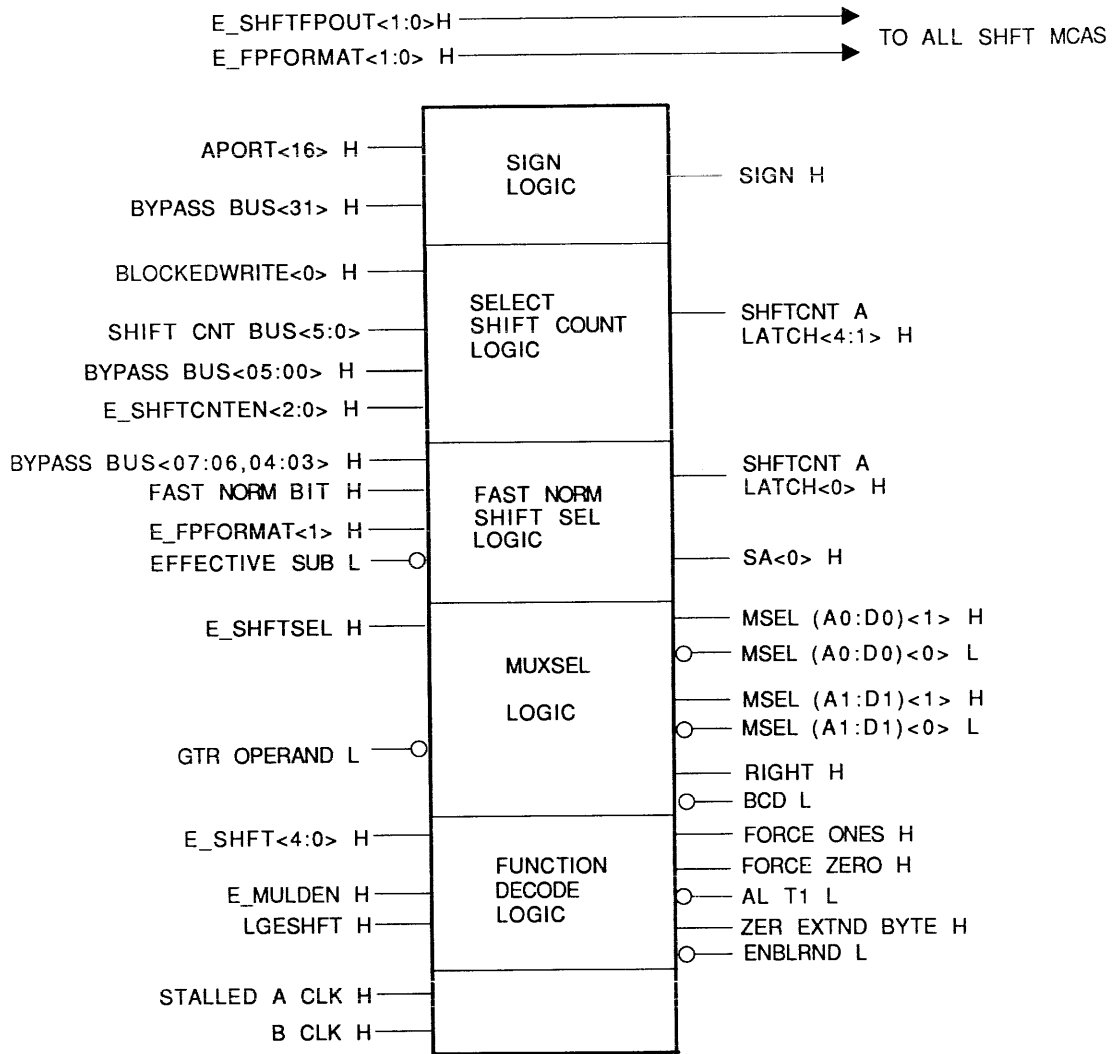 E_SHFTFPOUT<1:0>H
E_FPFORMAT<1:0> H
TO ALL SHFT MCAS
APORT<16> H
BYPASS BUS<31> H
SIGN
LOGIC
SIGN H
BLOCKEDWRITE<0> H
SHIFT CNT BUS<5:0>
BYPASS BUS<05:00> H
E_SHFTCNTEN<2:0> H
SELECT
SHIFT COUNT
LOGIC
SHFTCNT A
LATCH<4:1> H
BYPASS BUS<07:06,04:03> H
FAST NORM BIT H
E_FPFORMAT<1> H
EFFECTIVE SUB L
FAST NORM
SHIFT SEL
LOGIC
SHFTCNT A
LATCH<0> H
SA<0> H
E_SHFTSEL H
GTR OPERAND L
MUXSEL
LOGIC
MSEL (A0:D0)<1> H
MSEL (A0:D0)<0> L
MSEL (A1:D1)<1> H
MSEL (A1:D1)<0> L
RIGHT H
BCD L
E_SHFT<4:0> H
E_MULDEN H
LGESHFT H
FUNCTION
DECODE
LOGIC
FORCE ONES H
FORCE ZERO H
AL T1 L
ZER EXTND BYTE H
ENBLRND L
STALLED A CLK H
B CLK H